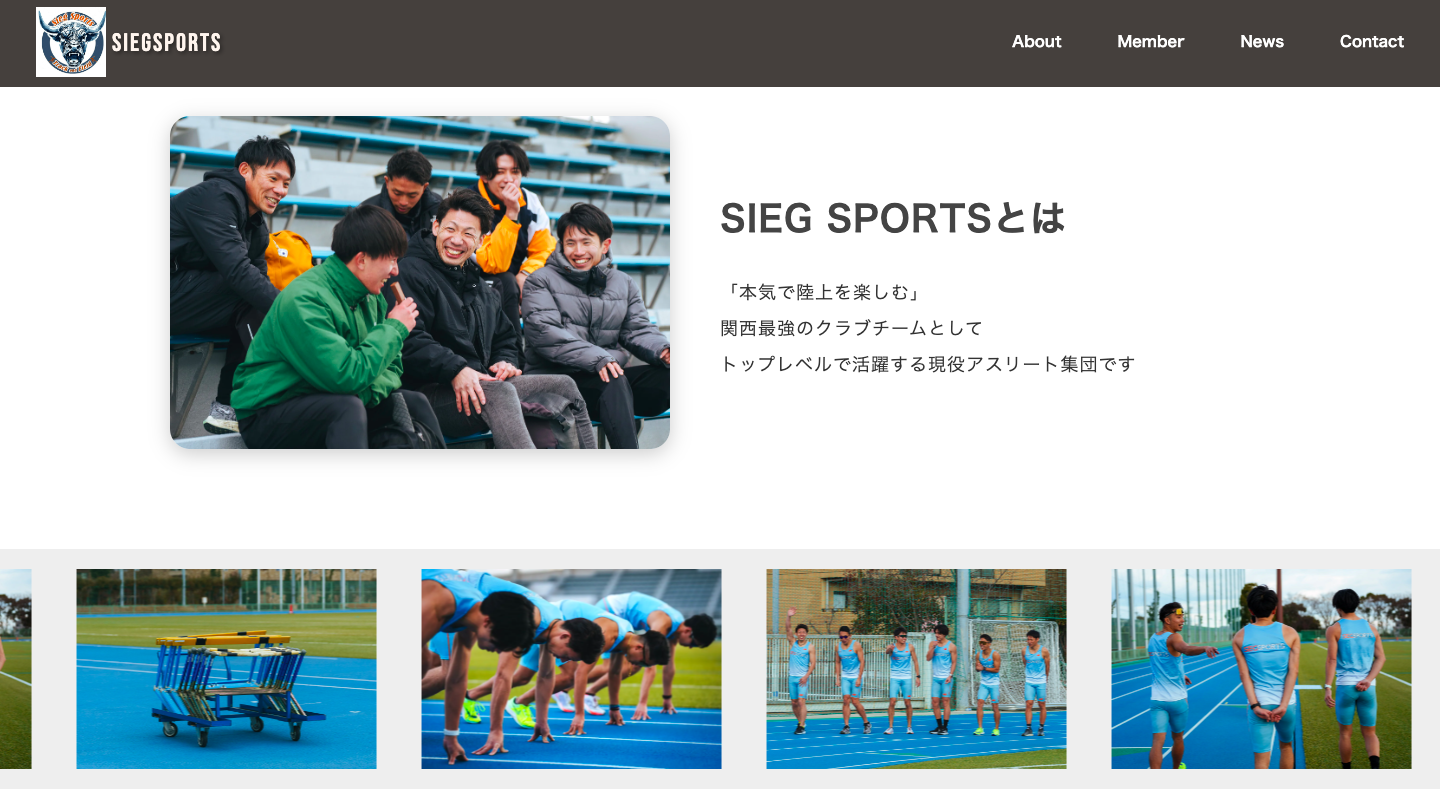 SIEG SPORTS
SIEGSPORTS
About
Member
News
Contact
SIEG SPORTSとは
「本気で陸上を楽しむ」
関西最強のクラブチームとして
トップレベルで活躍する現役アスリート集団です